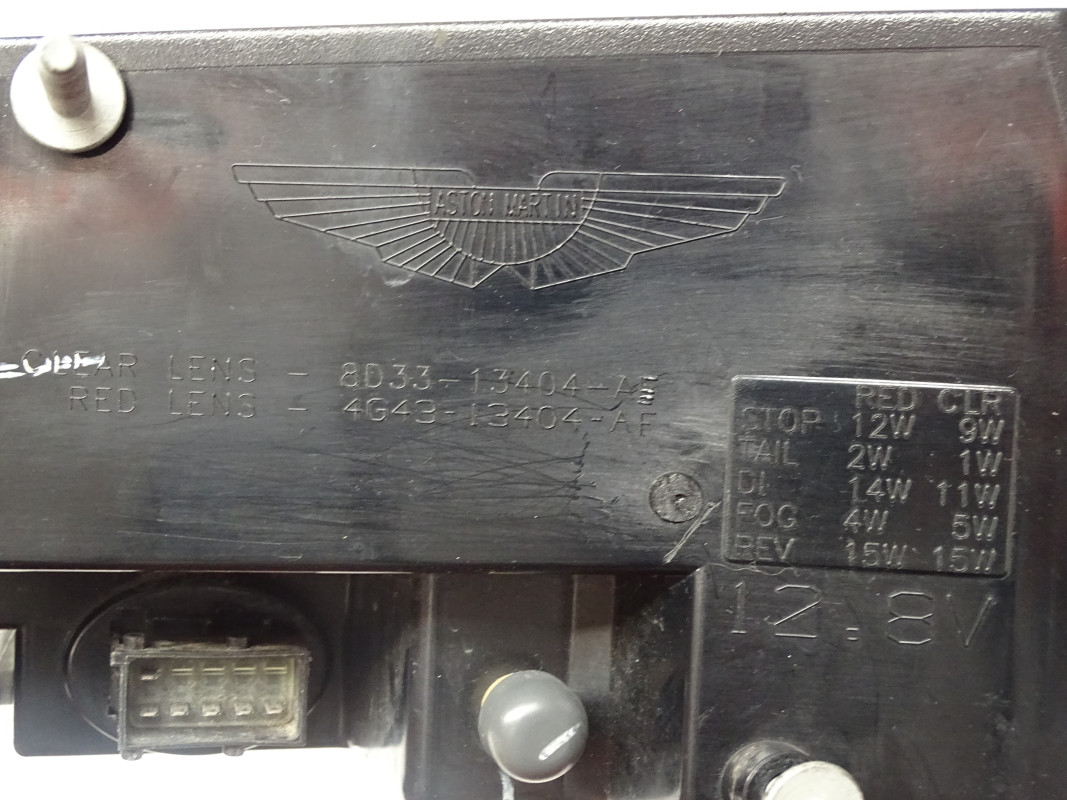 ASTON MARTIN
CLEAR LENS - 8D33-13404-AE
RED LENS - 4G43-13404-AF
RED CLR
STOP 12W 9W
TAIL 2W 1W
DI 14W 11W
FOG 4W 5W
REV 15W 15W
12.8V